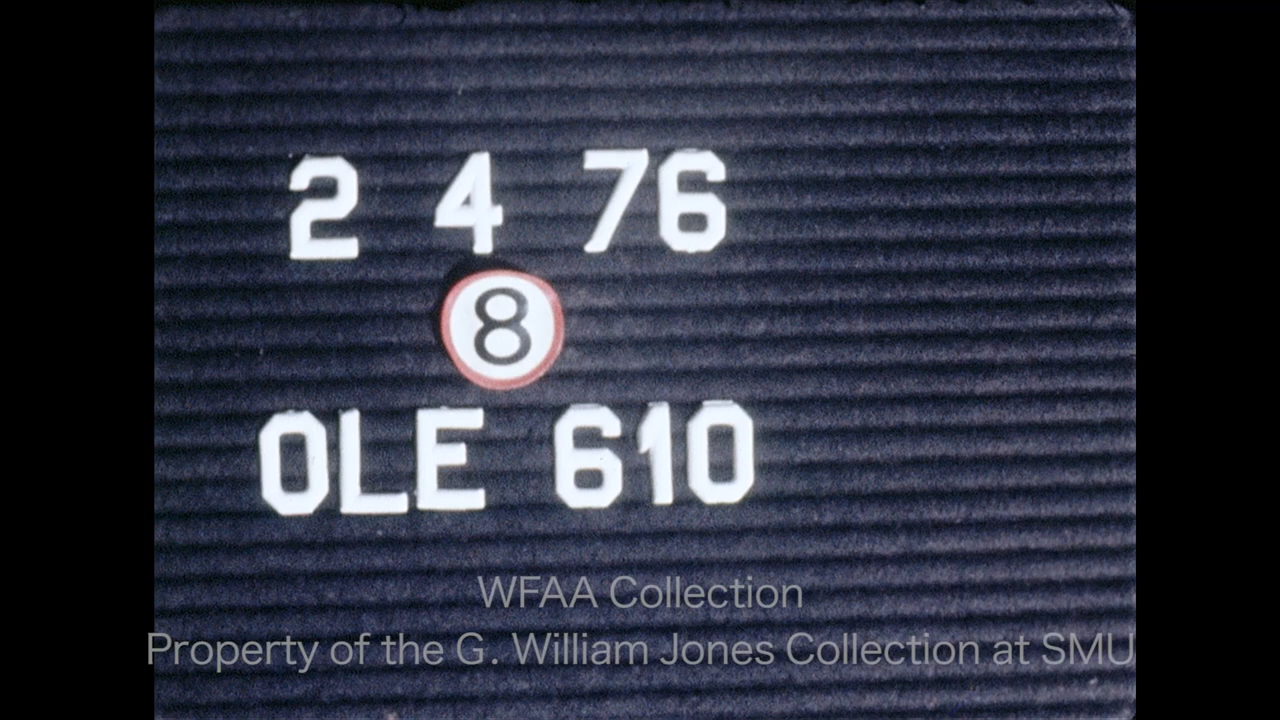 2 4 76
8
OLE 610
WFAA Collection
Property of the G. William Jones Collection at SMU